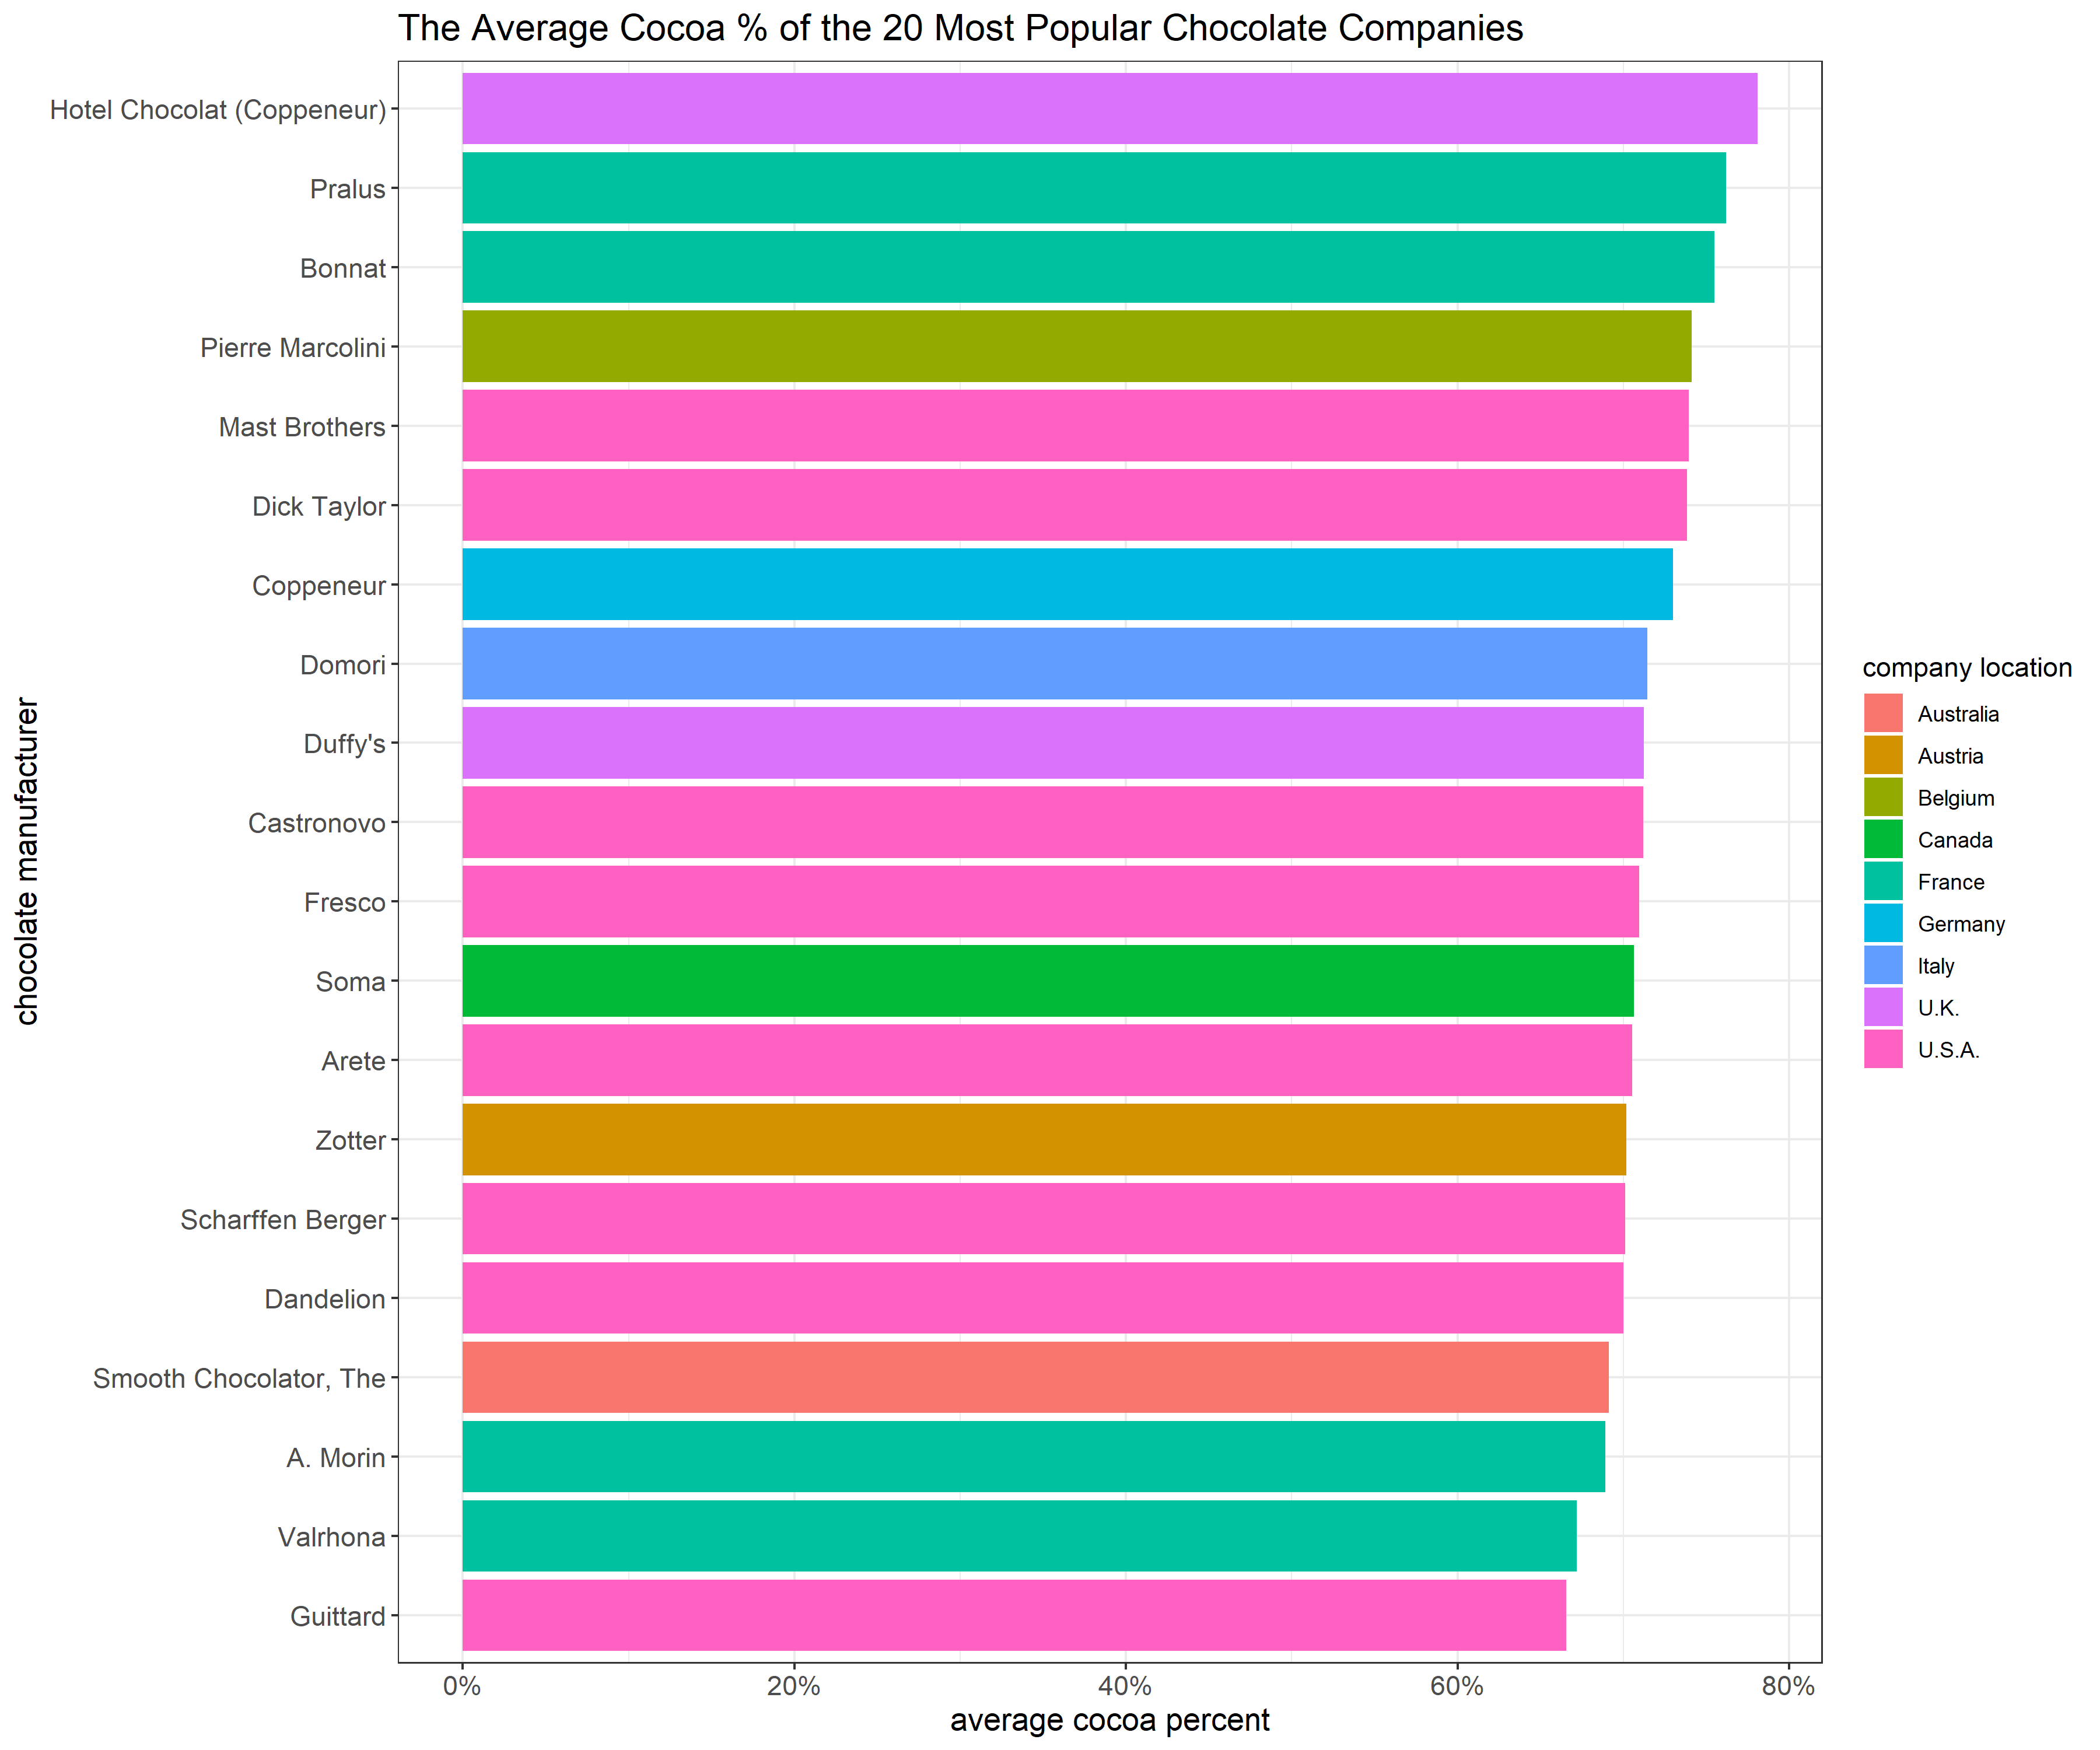 The Average Cocoa % of the 20 Most Popular Chocolate Companies
chocolate manufacturer
Hotel Chocolat (Coppeneur)
Pralus
Bonnat
Pierre Marcolini
Mast Brothers
Dick Taylor
Coppeneur
Domori
Duffy's
Castronovo
Fresco
Soma
Arete
Zotter
Scharffen Berger
Dandelion
Smooth Chocolator, The
A. Morin
Valrhona
Guittard
0% 20% 40% 60% 80%
average cocoa percent
company location
Australia
Austria
Belgium
Canada
France
Germany
Italy
U.K.
U.S.A.